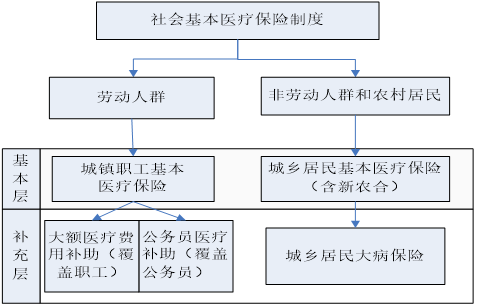 社会基本医疗保险制度
劳动人群
非劳动人群和农村居民
基
本
层
城镇职工基本
医疗保险
城乡居民基本医疗保险
（含新农合）
补
充
层
大额医疗费
用补助（覆
盖职工）
公务员医疗
补助（覆盖
公务员）
城乡居民大病保险